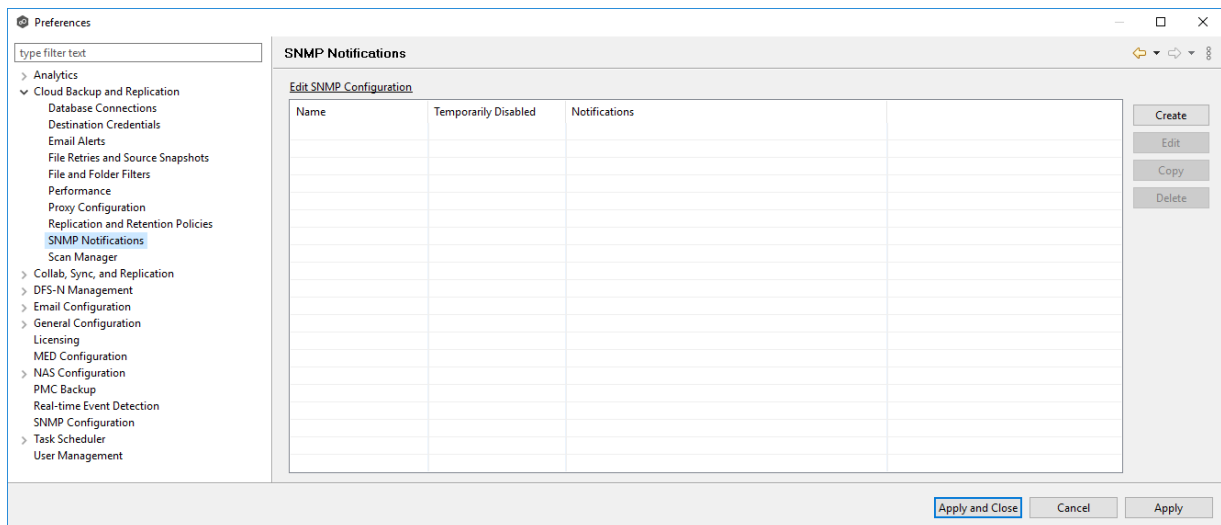 Preferences
type filter text
Analytics
Cloud Backup and Replication
Database Connections
Destination Credentials
Email Alerts
File Retries and Source Snapshots
File and Folder Filters
Performance
Proxy Configuration
Replication and Retention Policies
SNMP Notifications
Scan Manager
Collab, Sync, and Replication
DFS-N Management
Email Configuration
General Configuration
Licensing
MED Configuration
NAS Configuration
PMC Backup
Real-time Event Detection
SNMP Configuration
Task Scheduler
User Management
SNMP Notifications
Edit SNMP Configuration
Name Temporarily Disabled Notifications
Create
Edit
Copy
Delete
Apply and Close Cancel Apply